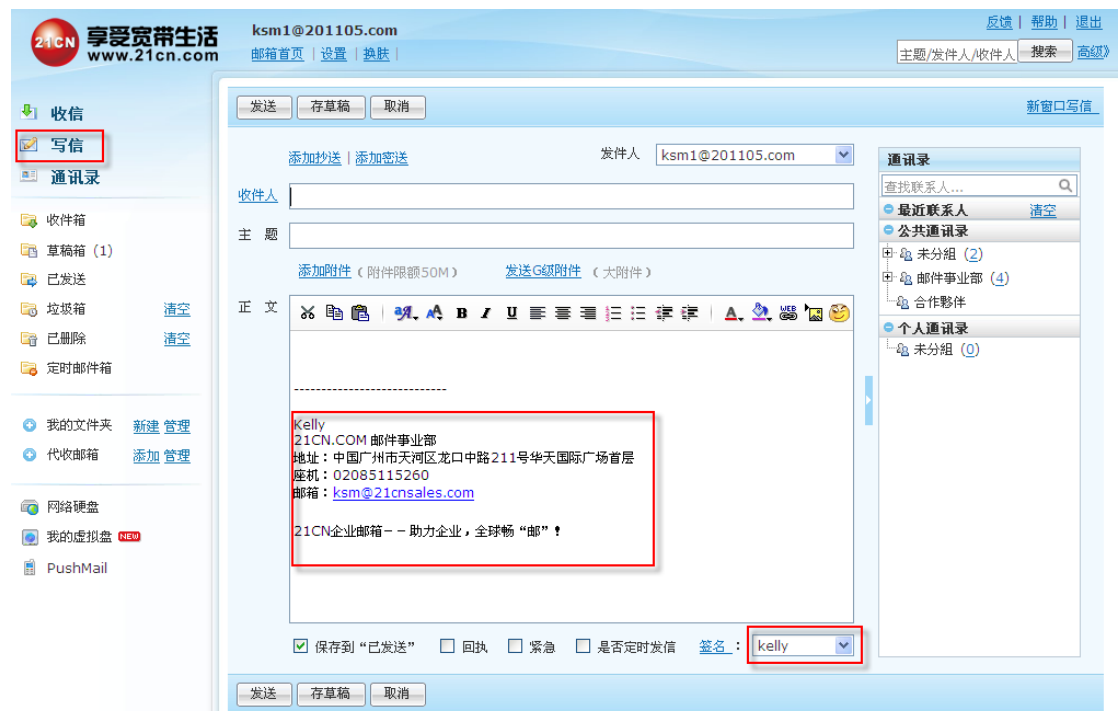 21CN 享受宽带生活
www.21cn.com
ksm1@201105.com
邮箱首页 | 设置 | 换肤 |
反馈 | 帮助 | 退出
主题/发件人/收件人 搜索 高级》
收信
写信
通讯录
收件箱
草稿箱 (1)
已发送
垃圾箱 清空
已删除 清空
定时邮件箱
我的文件夹 新建 管理
代收邮箱 添加 管理
网络硬盘
我的虚拟盘 NEW
PushMail
发送 存草稿 取消 新窗口写信
添加抄送 | 添加密送 发件人 ksm1@201105.com
收件人
主 题
添加附件 ( 附件限额50M ) 发送G级附件 ( 大附件 )
正 文
B I U A WEB
---------------------------
Kelly
21CN.COM 邮件事业部
地址：中国广州市天河区龙口中路211号华天国际广场首层
座机：02085115260
邮箱：ksm@21cnsales.com
21CN企业邮箱－－助力企业，全球畅“邮”！
保存到“已发送” 回执 紧急 是否定时发信 签名 ： kelly
发送 存草稿 取消
通讯录
查找联系人...
最近联系人 清空
公共通讯录
未分组 (2)
邮件事业部 (4)
合作夥伴
个人通讯录
未分组 (0)